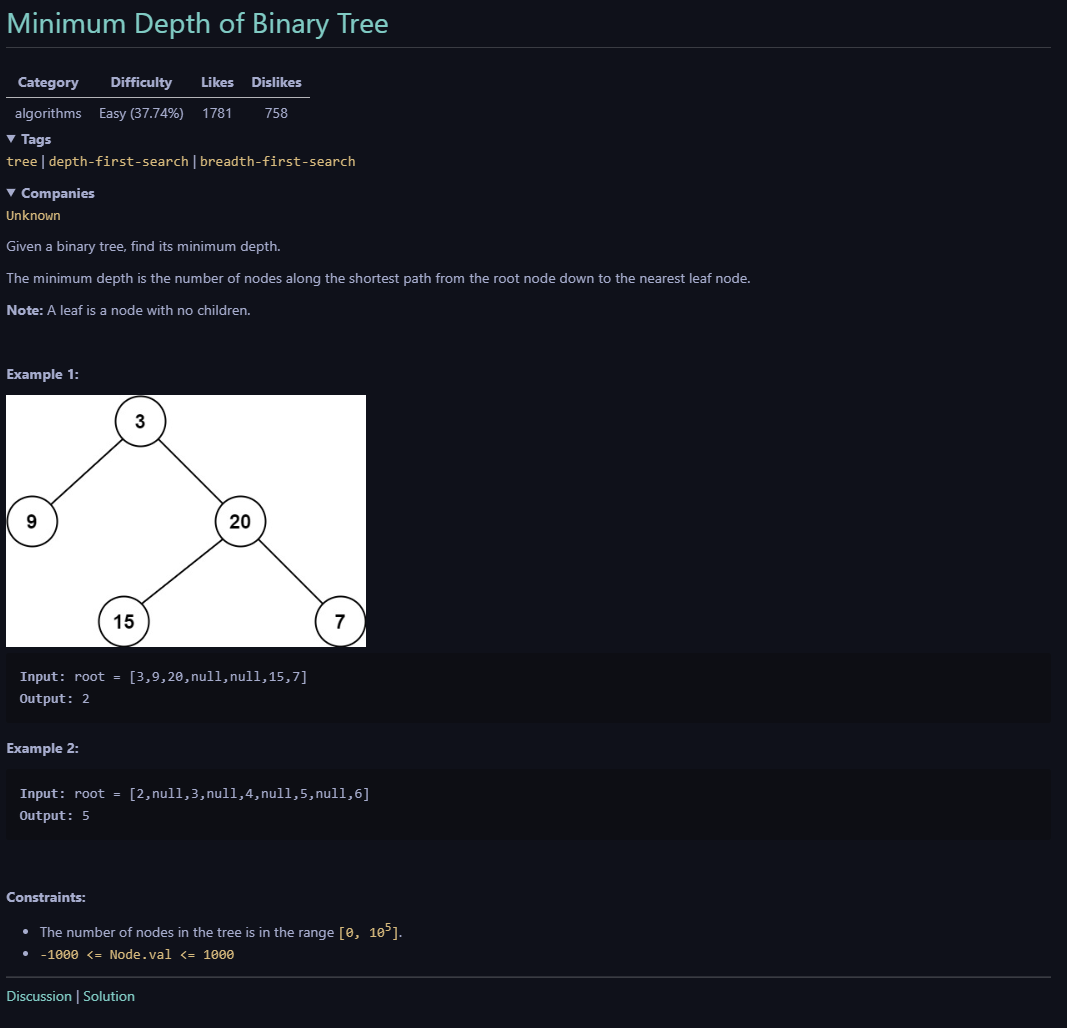 Minimum Depth of Binary Tree
Category Difficulty Likes Dislikes
algorithms Easy (37.74%) 1781 758
▼ Tags
tree | depth-first-search | breadth-first-search
▼ Companies
Unknown
Given a binary tree, find its minimum depth.
The minimum depth is the number of nodes along the shortest path from the root node down to the nearest leaf node.
Note: A leaf is a node with no children.
Example 1:
3
9 20
15 7
Input: root = [3,9,20,null,null,15,7]
Output: 2
Example 2:
Input: root = [2,null,3,null,4,null,5,null,6]
Output: 5
Constraints:
• The number of nodes in the tree is in the range [0, 10⁵].
• -1000 <= Node.val <= 1000
Discussion | Solution